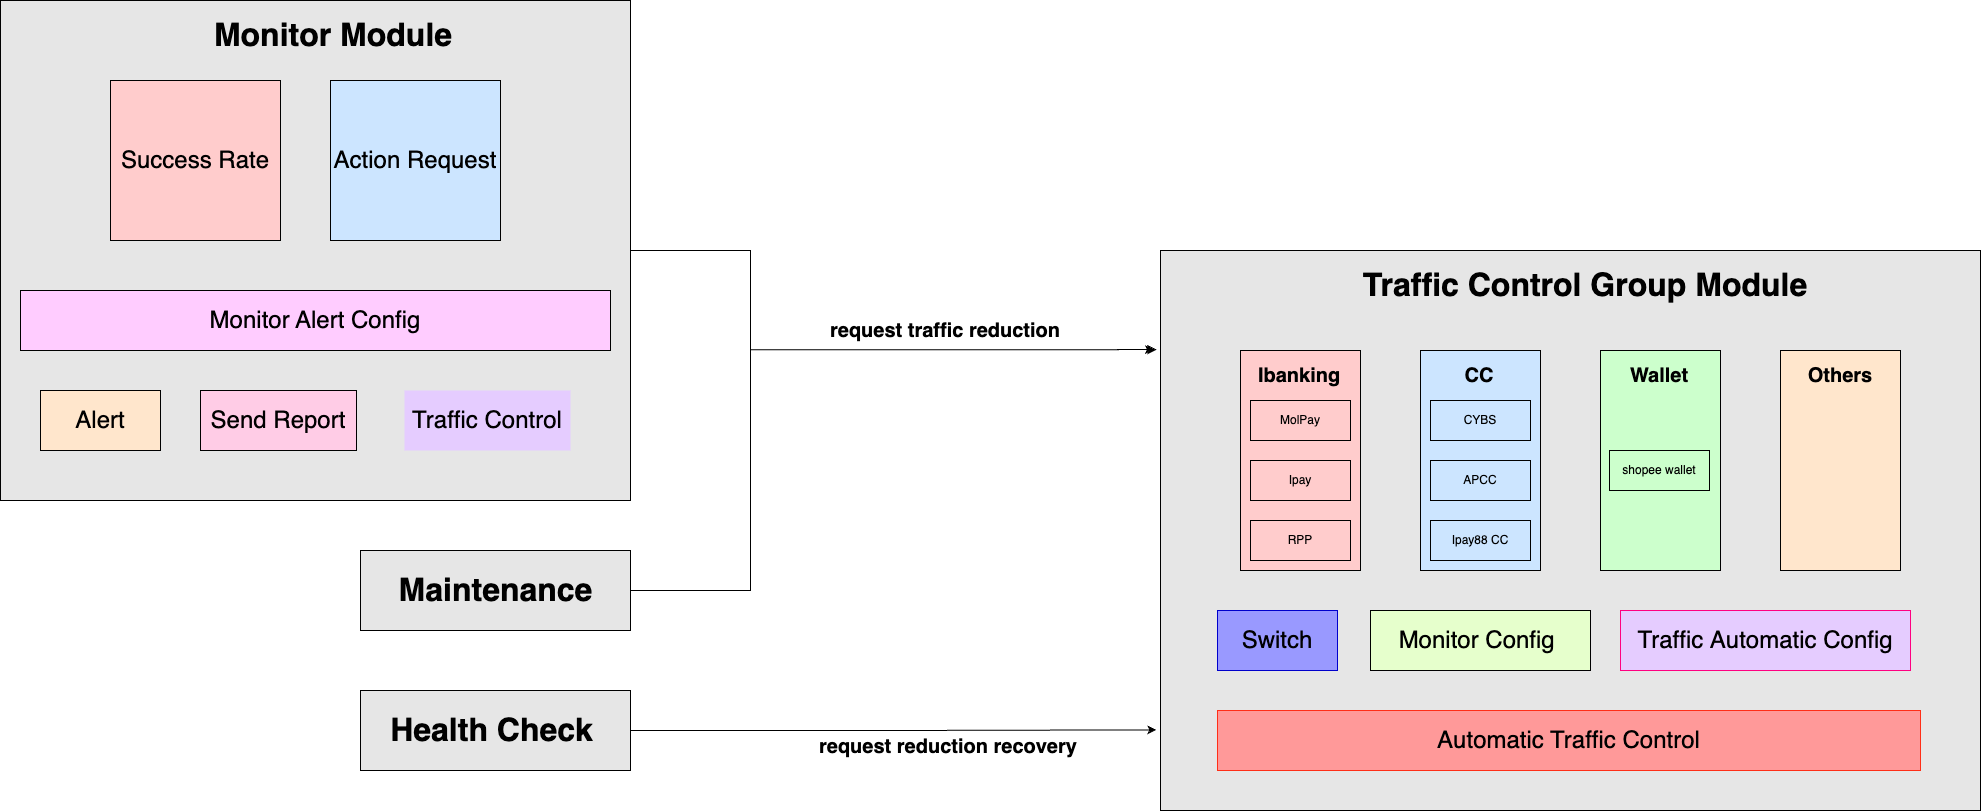 Monitor Module
Success Rate
Action Request
Monitor Alert Config
Alert
Send Report
Traffic Control
Maintenance
Health Check
request traffic reduction
request reduction recovery
Traffic Control Group Module
Ibanking
MolPay
Ipay
RPP
CC
CYBS
APCC
Ipay88 CC
Wallet
shopee wallet
Others
Switch
Monitor Config
Traffic Automatic Config
Automatic Traffic Control